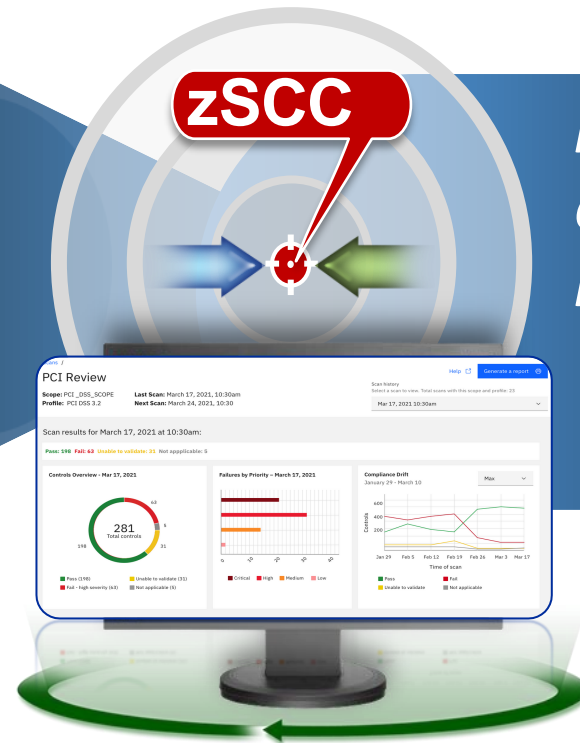 zSCC
PCI Review
Help
Generate a report
Scope: PCI _DSS_SCOPE
Last Scan: March 17, 2021, 10:30am
Profile: PCI DSS 3.2
Next Scan: March 24, 2021, 10:30
Scan history
Select a scan to view. Total scans with this scope and profile: 23
Mar 17, 2021 10:30am
Scan results for March 17, 2021 at 10:30am:
Pass: 198 Fail: 63 Unable to validate: 31 Not appplicable: 5
Controls Overview - Mar 17, 2021
63
5
31
198
281
Total controls
Pass (198)
Unable to validate (31)
Fail - high severity (63)
Not applicable (5)
Failures by Priority – March 17, 2021
0 10 20 30 40
Critical High Medium Low
Compliance Drift
January 29 - March 10
Max
Controls
600
400
200
Jan 29 Feb 5 Feb 12 Feb 19 Feb 26 Mar 3 Mar 17
Time of scan
Pass
Fail
Unable to validate
Not applicable